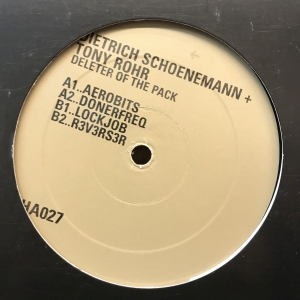 DIETRICH SCHOENEMANN +
TONY ROHR
DELETER OF THE PACK
A1..AEROBITS
A2..DONERFREQ
B1..LOCKJOB
B2..R3V3RS3R
HA027